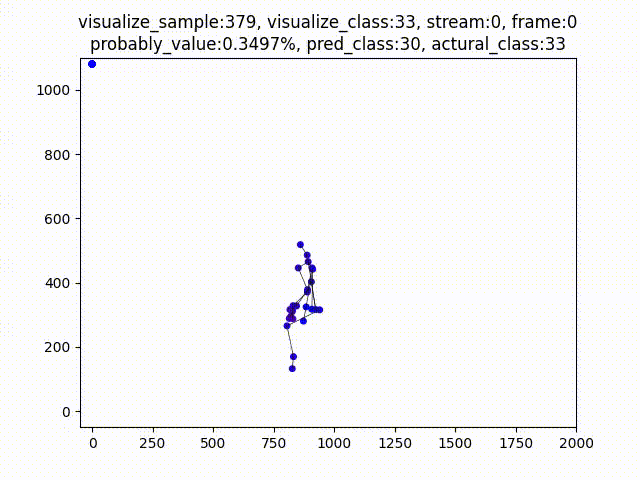 visualize_sample:379, visualize_class:33, stream:0, frame:0
probably_value:0.3497%, pred_class:30, actural_class:33
1000
800
600
400
200
0
0 250 500 750 1000 1250 1500 1750 2000